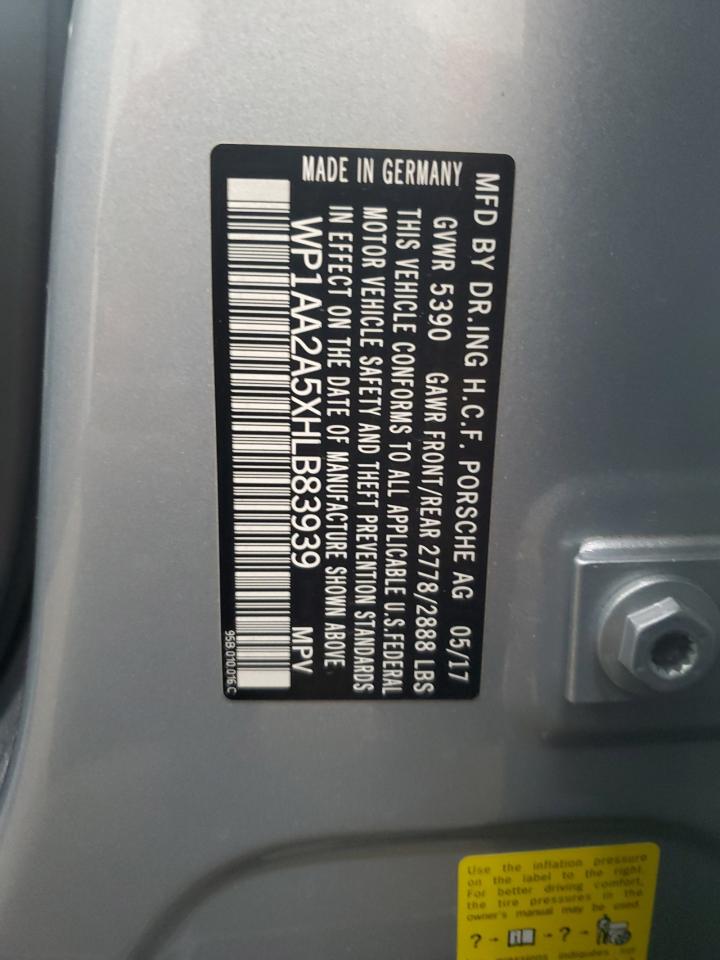 MFD BY DR.ING H.C.F. PORSCHE AG 05/17
GVWR 5390 GAWR FRONT/REAR 2778/2888 LBS
THIS VEHICLE CONFORMS TO ALL APPLICABLE U.S.FEDERAL
MOTOR VEHICLE SAFETY AND THEFT PREVENTION STANDARDS
IN EFFECT ON THE DATE OF MANUFACTURE SHOWN ABOVE
WP1AA2A5XHLB83939 MPV
MADE IN GERMANY
95B.010.016.C
Use the inflation pressure
on the label to the right.
For better driving comfort,
the tire pressures in the
owner's manual may be used.
? - - ? -